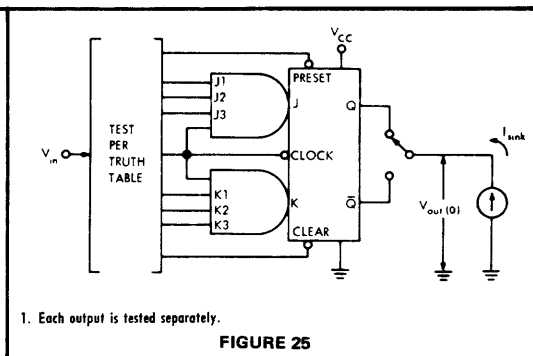 V_CC
PRESET
J1
J2
J3
J
Q
TEST
PER
TRUTH
TABLE
V_in
CLOCK
I_sink
K1
K2
K3
K
Q̅
V_out(0)
CLEAR
1. Each output is tested separately.
FIGURE 25